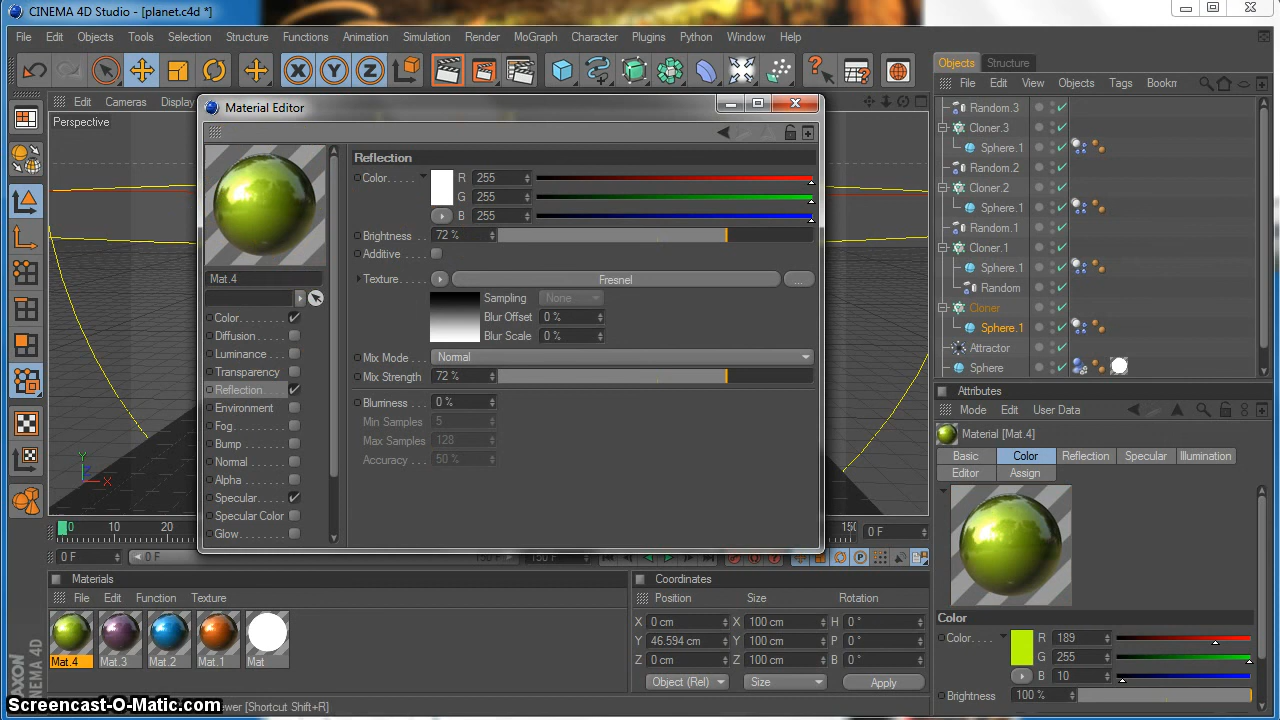 CINEMA 4D Studio - [planet.c4d *]
File Edit Objects Tools Selection Structure Functions Animation Simulation Render MoGraph Character Plugins Python Window Help
Edit Cameras Display
Perspective
Material Editor
Mat.4
Color
Diffusion
Luminance
Transparency
Reflection
Environment
Fog
Bump
Normal
Alpha
Specular
Specular Color
Glow
Reflection
Color R 255
G 255
B 255
Brightness 72 %
Additive
Texture Fresnel ...
Sampling None
Blur Offset 0 %
Blur Scale 0 %
Mix Mode Normal
Mix Strength 72 %
Blurriness 0 %
Min Samples 5
Max Samples 128
Accuracy 50 %
Objects Structure
File Edit View Objects Tags Bookm
Random.3
Cloner.3
Sphere.1
Random.2
Cloner.2
Sphere.1
Random.1
Cloner.1
Sphere.1
Random
Cloner
Sphere.1
Attractor
Sphere
Attributes
Mode Edit User Data
Material [Mat.4]
Basic Color Reflection Specular Illumination
Editor Assign
Color
Color R 189
G 255
B 10
Brightness 100 %
0 10 20 150 0 F
0 F 0 F 150 F 150 F
Materials
File Edit Function Texture
Mat.4 Mat.3 Mat.2 Mat.1 Mat
Coordinates
Position Size Rotation
X 0 cm X 100 cm H 0 °
Y 46.594 cm Y 100 cm P 0 °
Z 0 cm Z 100 cm B 0 °
Object (Rel) Size Apply
MAXON CINEMA 4D
Screencast-O-Matic.com
[Shortcut Shift+R]